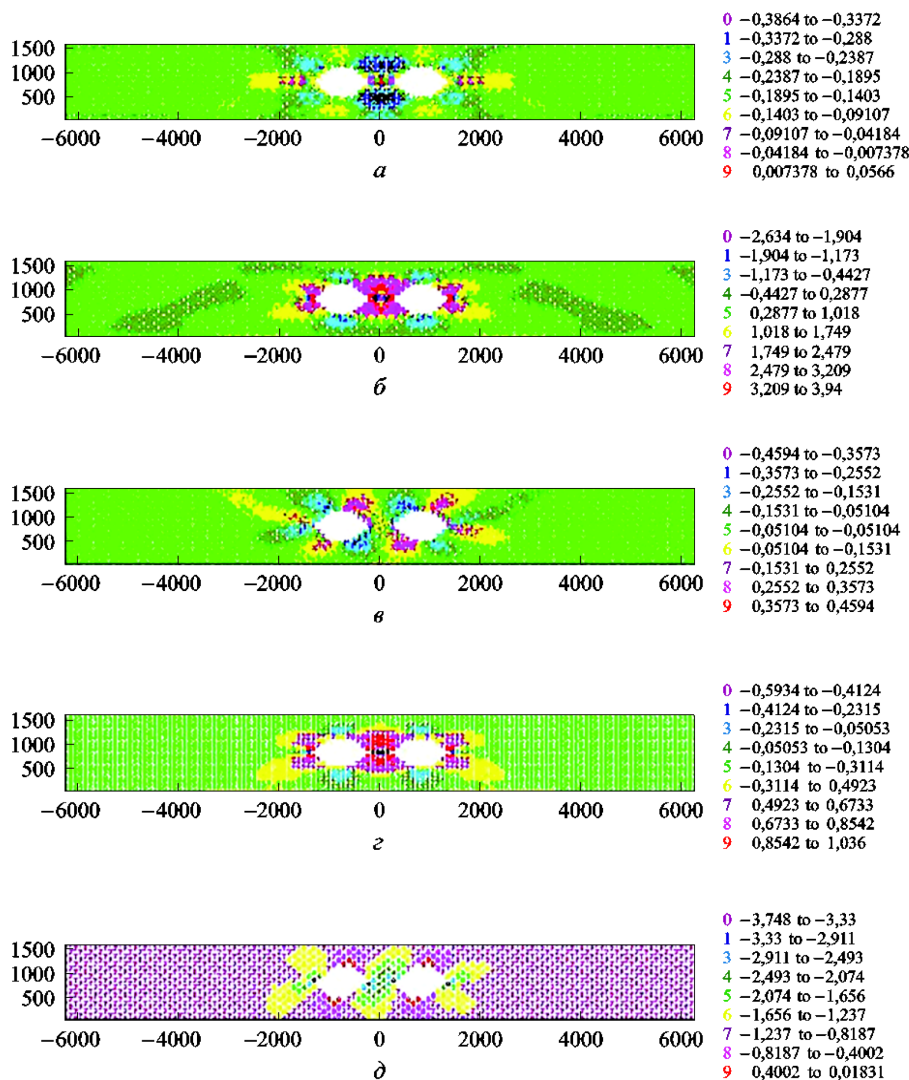 0 −0,3864 to −0,3372
1 −0,3372 to −0,288
3 −0,288 to −0,2387
4 −0,2387 to −0,1895
5 −0,1895 to −0,1403
6 −0,1403 to −0,09107
7 −0,09107 to −0,04184
8 −0,04184 to −0,007378
9 0,007378 to 0,0566
1500
1000
500
−6000 −4000 −2000 0 2000 4000 6000
а
0 −2,634 to −1,904
1 −1,904 to −1,173
3 −1,173 to −0,4427
4 −0,4427 to 0,2877
5 0,2877 to 1,018
6 1,018 to 1,749
7 1,749 to 2,479
8 2,479 to 3,209
9 3,209 to 3,94
1500
1000
500
−6000 −4000 −2000 0 2000 4000 6000
б
0 −0,4594 to −0,3573
1 −0,3573 to −0,2552
3 −0,2552 to −0,1531
4 −0,1531 to −0,05104
5 −0,05104 to −0,05104
6 −0,05104 to −0,1531
7 −0,1531 to 0,2552
8 0,2552 to 0,3573
9 0,3573 to 0,4594
1500
1000
500
−6000 −4000 −2000 0 2000 4000 6000
в
0 −0,5934 to −0,4124
1 −0,4124 to −0,2315
3 −0,2315 to −0,05053
4 −0,05053 to −0,1304
5 −0,1304 to −0,3114
6 −0,3114 to 0,4923
7 0,4923 to 0,6733
8 0,6733 to 0,8542
9 0,8542 to 1,036
1500
1000
500
−6000 −4000 −2000 0 2000 4000 6000
г
0 −3,748 to −3,33
1 −3,33 to −2,911
3 −2,911 to −2,493
4 −2,493 to −2,074
5 −2,074 to −1,656
6 −1,656 to −1,237
7 −1,237 to −0,8187
8 −0,8187 to −0,4002
9 0,4002 to 0,01831
1500
1000
500
−6000 −4000 −2000 0 2000 4000 6000
д